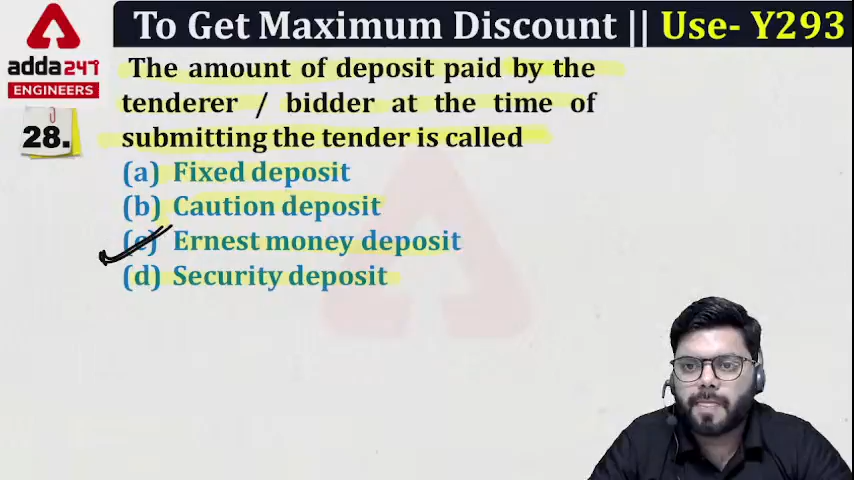 To Get Maximum Discount || Use- Y293
adda247
ENGINEERS
28.
The amount of deposit paid by the
tenderer / bidder at the time of
submitting the tender is called
(a) Fixed deposit
(b) Caution deposit
(c) Ernest money deposit
(d) Security deposit